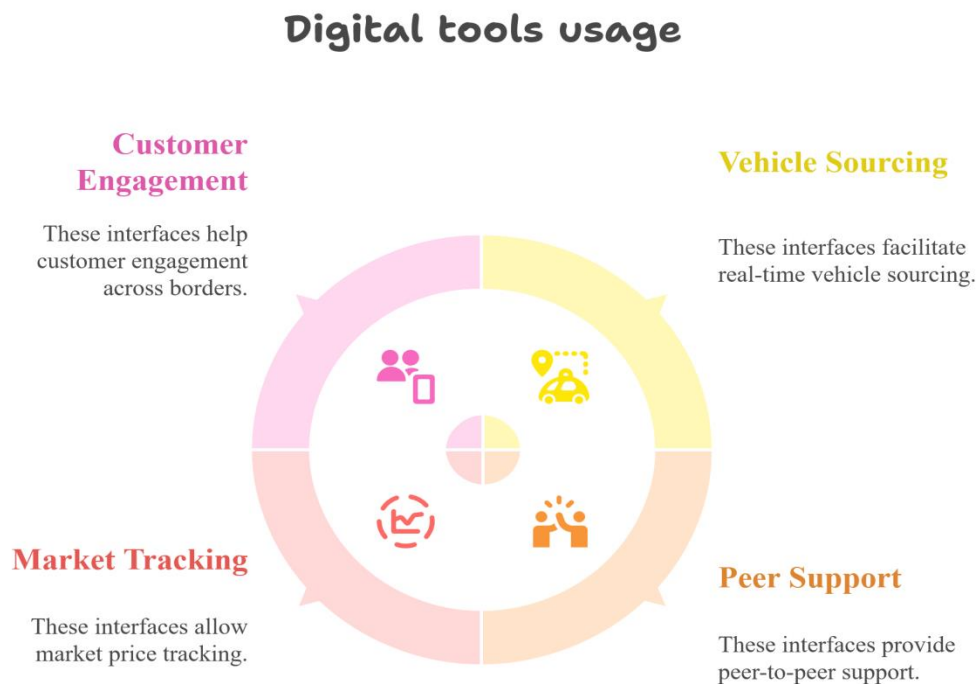 Digital tools usage
Customer
Engagement
These interfaces help
customer engagement
across borders.
Vehicle Sourcing
These interfaces facilitate
real-time vehicle sourcing.
Market Tracking
These interfaces allow
market price tracking.
Peer Support
These interfaces provide
peer-to-peer support.